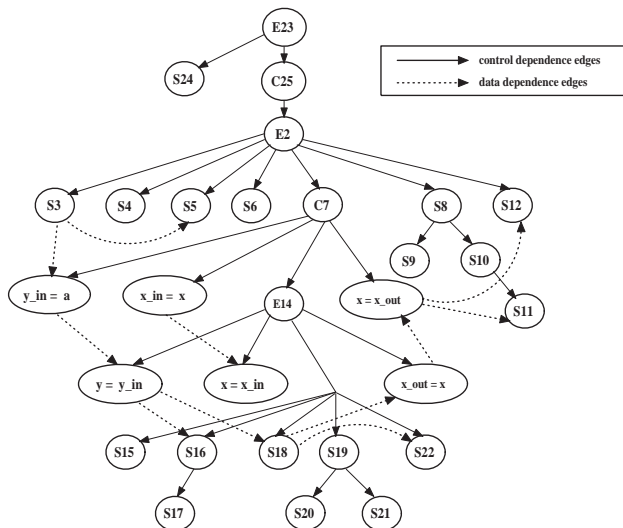 E23
control dependence edges
S24
C25
data dependence edges
E2
S3
S4
S5
S6
C7
S8
S12
S9
S10
y_in = a
x_in = x
E14
x = x_out
S11
y = y_in
x = x_in
x_out = x
S15
S16
S18
S19
S22
S17
S20
S21